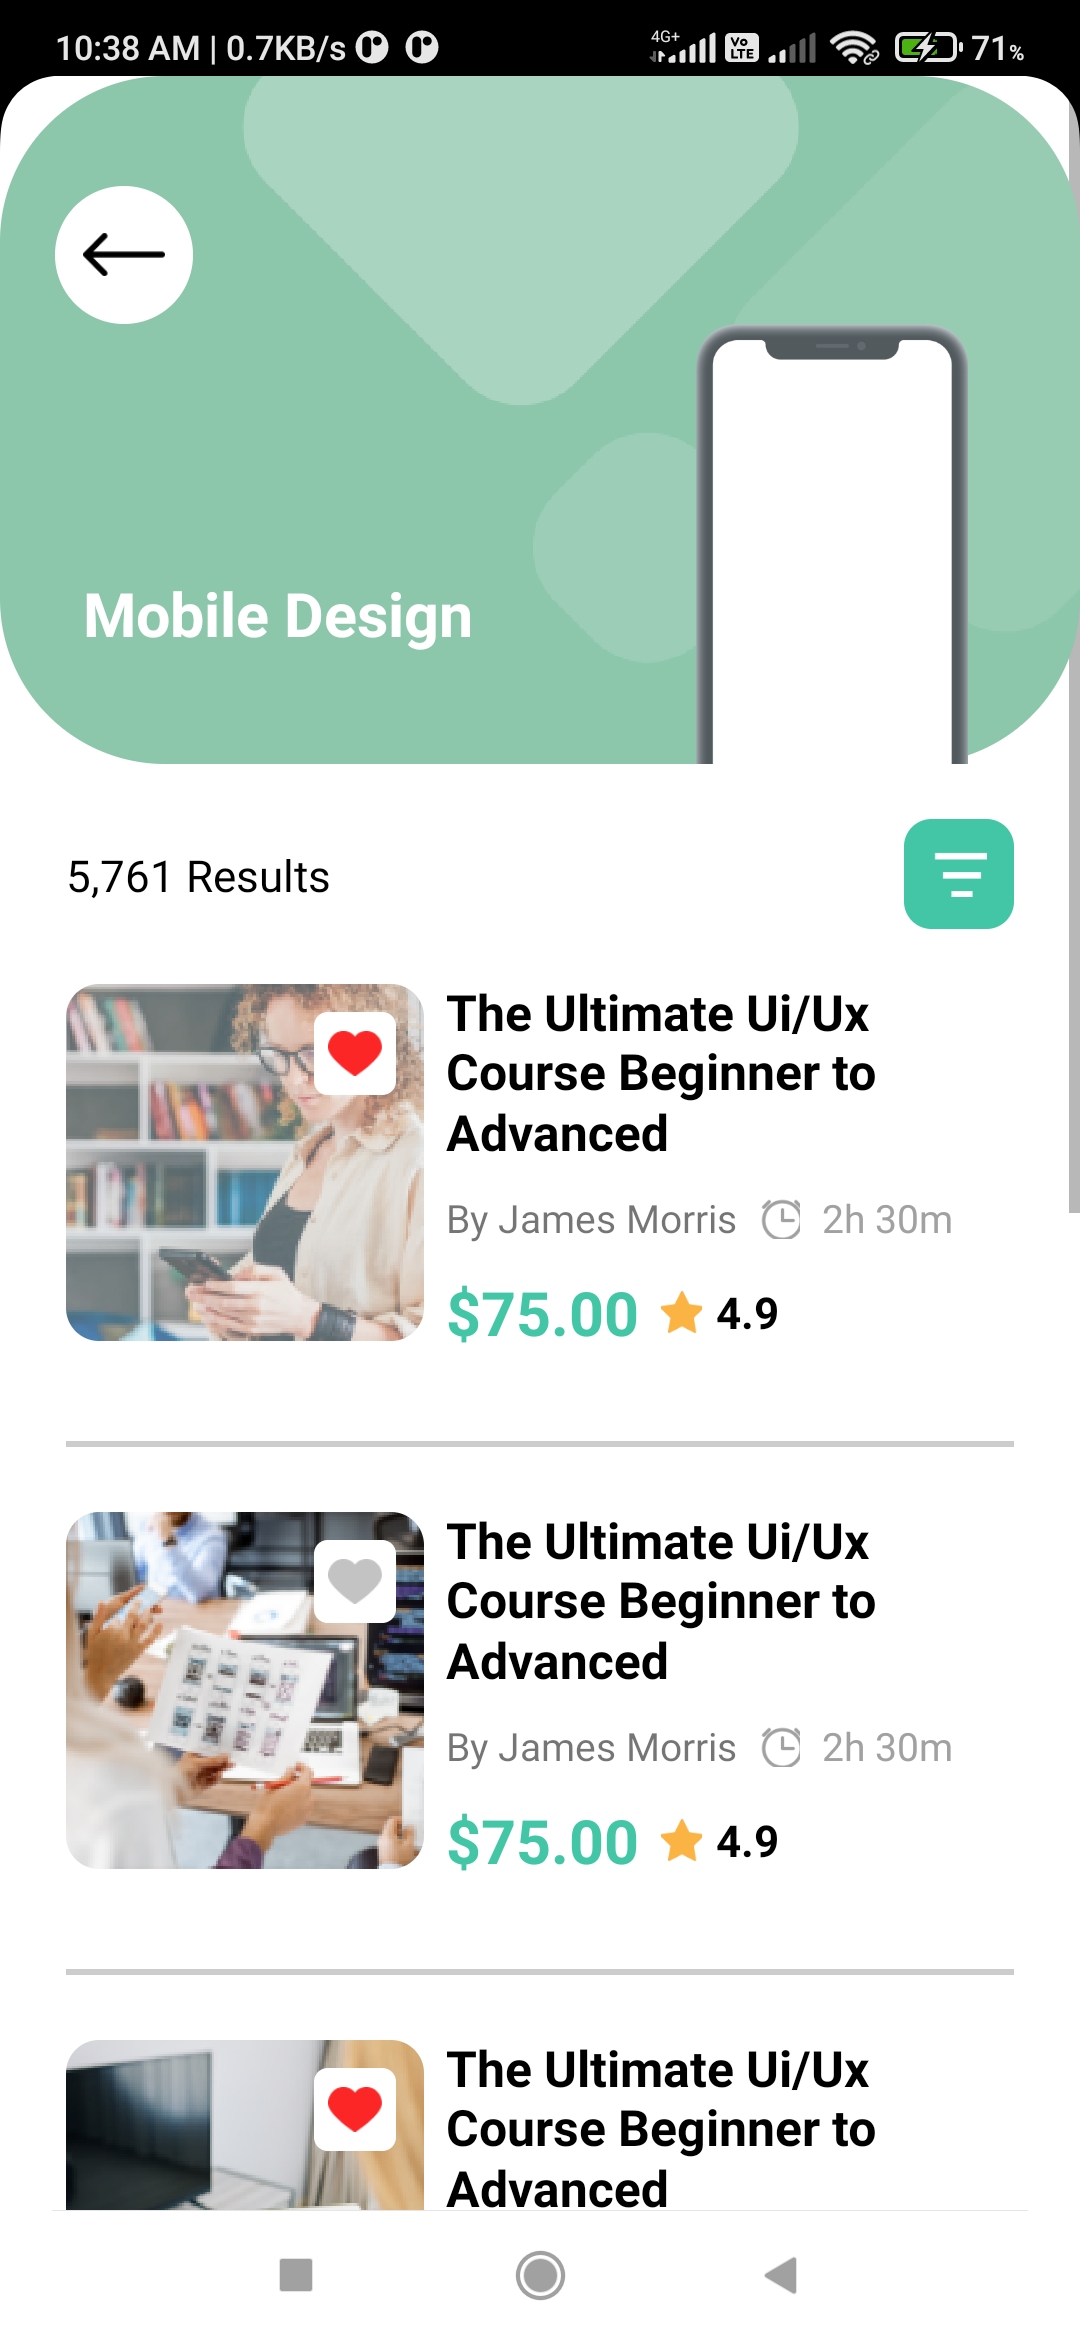 10:38 AM | 0.7KB/s 4G+ Vo LTE 71%
Mobile Design
5,761 Results
The Ultimate Ui/Ux
Course Beginner to
Advanced
By James Morris 2h 30m
$75.00 4.9
The Ultimate Ui/Ux
Course Beginner to
Advanced
By James Morris 2h 30m
$75.00 4.9
The Ultimate Ui/Ux
Course Beginner to
Advanced